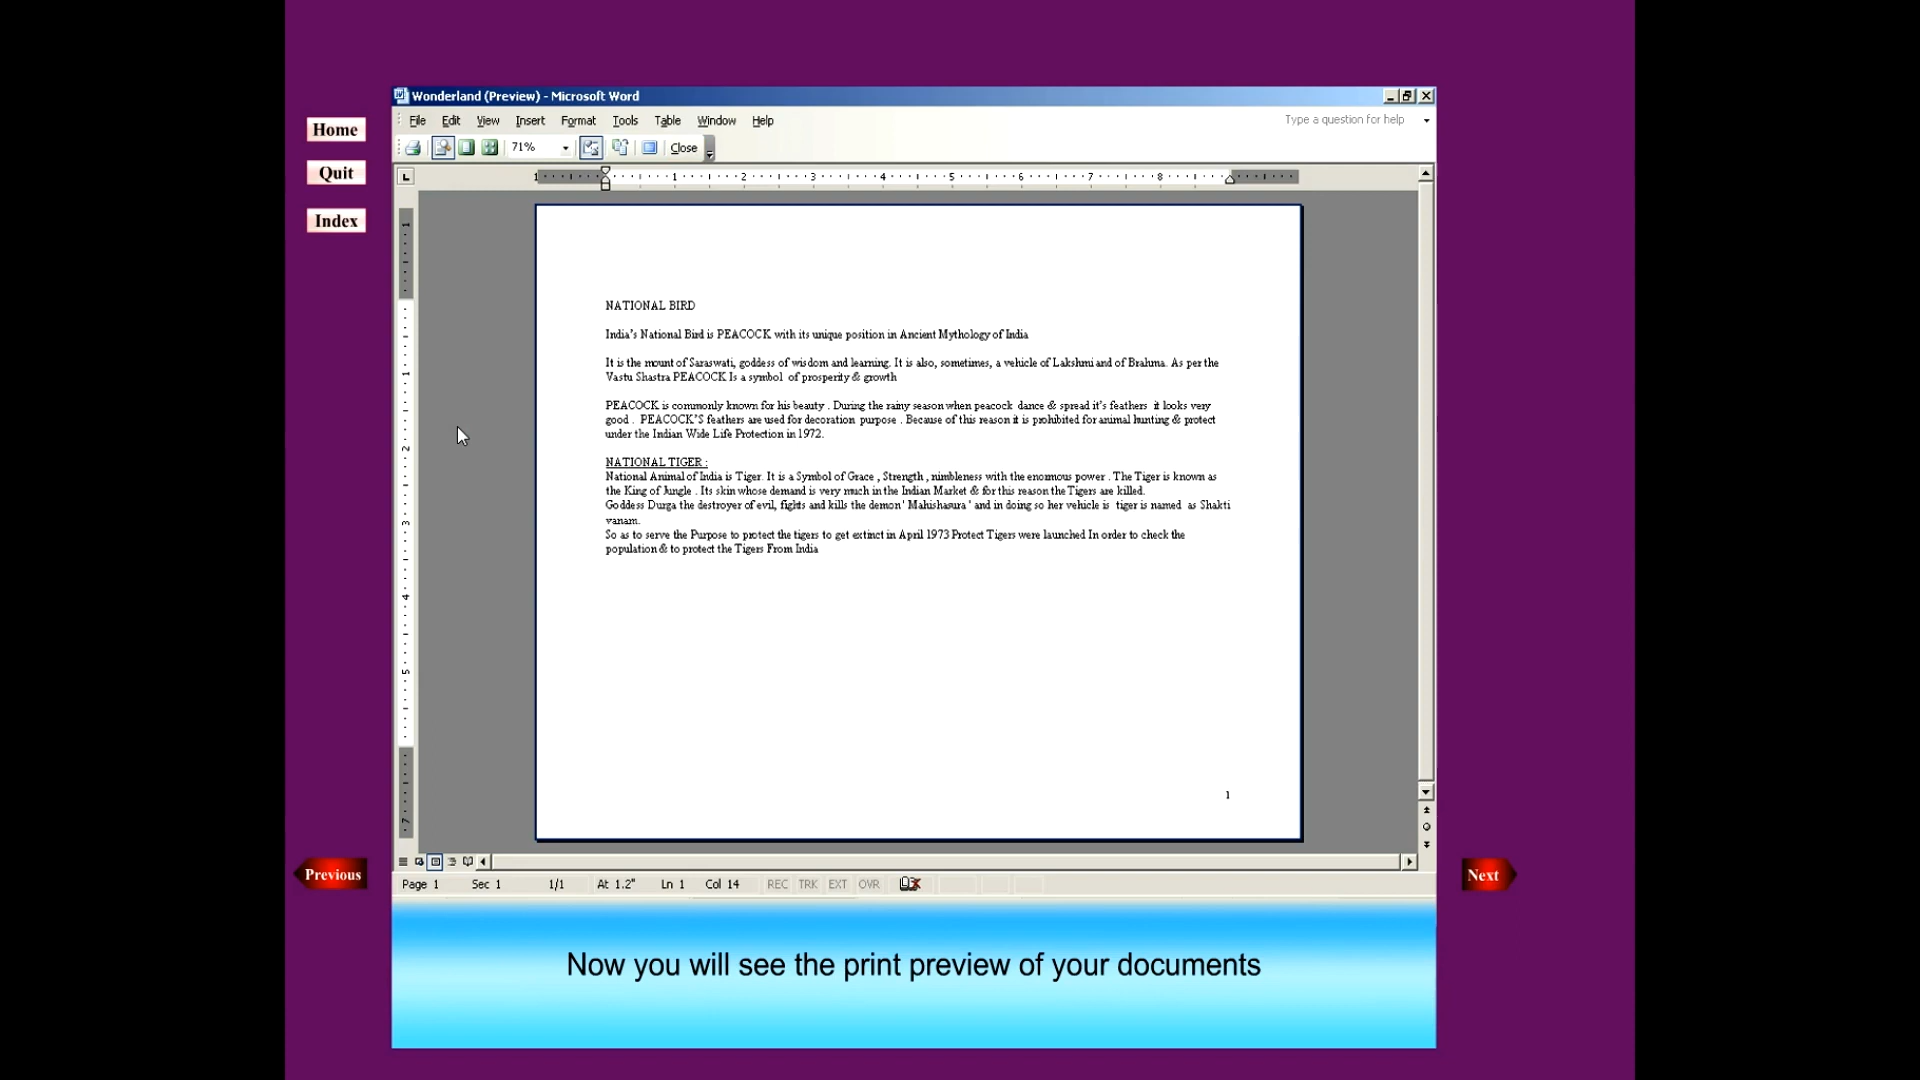 Wonderland (Preview) - Microsoft Word
File Edit View Insert Format Tools Table Window Help
Type a question for help
71% Close
Home
Quit
Index
1 1 2 3 4 5 6 7 8
NATIONAL BIRD
India's National Bird is PEACOCK with its unique position in Ancient Mythology of India
It is the mount of Saraswati, goddess of wisdom and learning. It is also, sometimes, a vehicle of Lakshmi and of Brahma. As per the
Vastu Shastra PEACOCK Is a symbol of prosperity & growth
PEACOCK is commonly known for his beauty . During the rainy season when peacock dance & spread it's feathers it looks very
good . PEACOCK'S feathers are used for decoration purpose . Because of this reason it is prohibited for animal hunting & protect
under the Indian Wide Life Protection in 1972.
NATIONAL TIGER :
National Animal of India is Tiger. It is a Symbol of Grace , Strength , nimbleness with the enormous power . The Tiger is known as
the King of Jungle . Its skin whose demand is very much in the Indian Market & for this reason the Tigers are killed.
Goddess Durga the destroyer of evil, fights and kills the demon ' Mahishasura ' and in doing so her vehicle is tiger is named as Shakti
vanam.
So as to serve the Purpose to protect the tigers to get extinct in April 1973 Protect Tigers were launched In order to check the
population & to protect the Tigers From India
1
Previous
Next
Page 1 Sec 1 1/1 At 1.2" Ln 1 Col 14 REC TRK EXT OVR
Now you will see the print preview of your documents